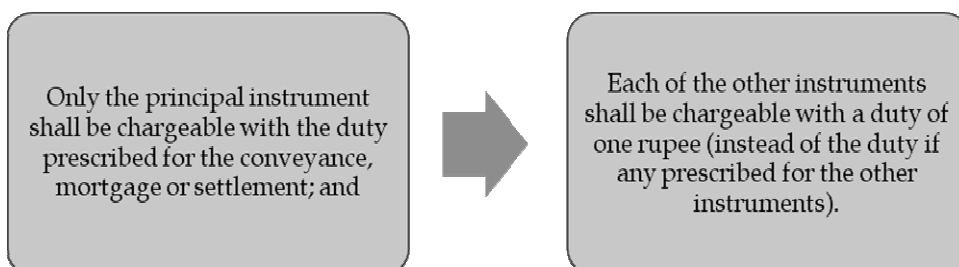 Only the principal instrument
shall be chargeable with the duty
prescribed for the conveyance,
mortgage or settlement; and
Each of the other instruments
shall be chargeable with a duty of
one rupee (instead of the duty if
any prescribed for the other
instruments).